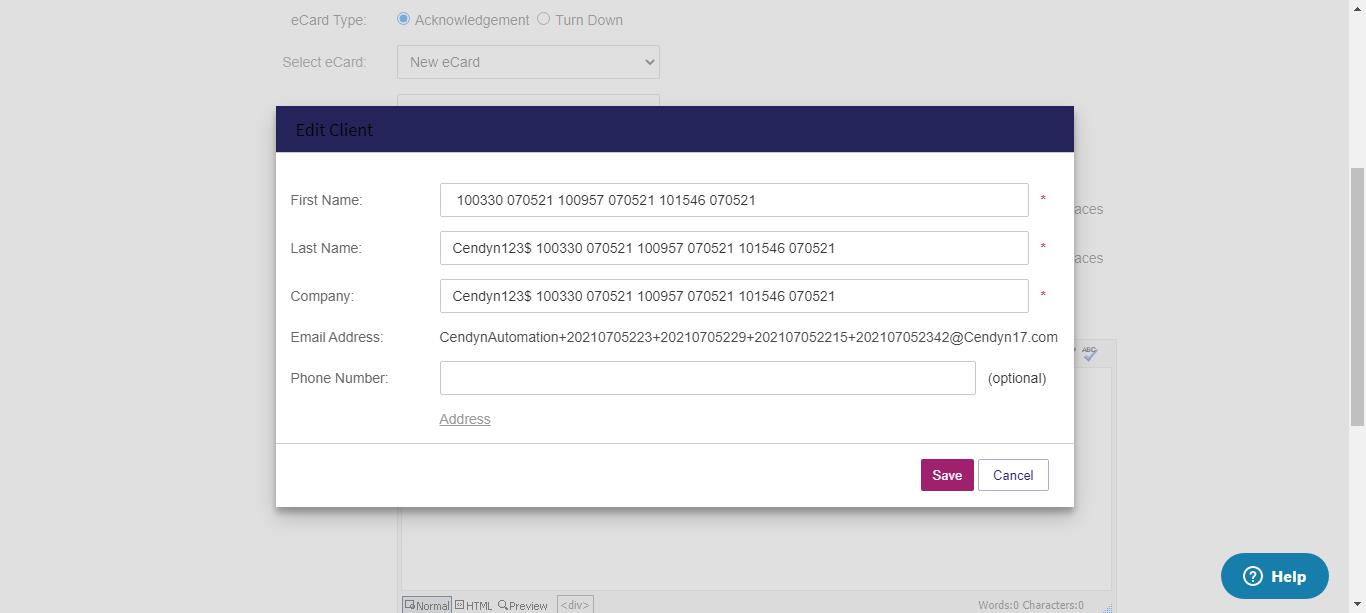 eCard Type: Acknowledgement Turn Down
Select eCard: New eCard
Edit Client
First Name: 100330 070521 100957 070521 101546 070521 *
aces
Last Name: Cendyn123$ 100330 070521 100957 070521 101546 070521 *
aces
Company: Cendyn123$ 100330 070521 100957 070521 101546 070521 *
Email Address: CendynAutomation+20210705223+20210705229+202107052215+202107052342@Cendyn17.com
ABC
Phone Number: (optional)
Address
Save Cancel
Help
Normal HTML Preview <div> Words:0 Characters:0